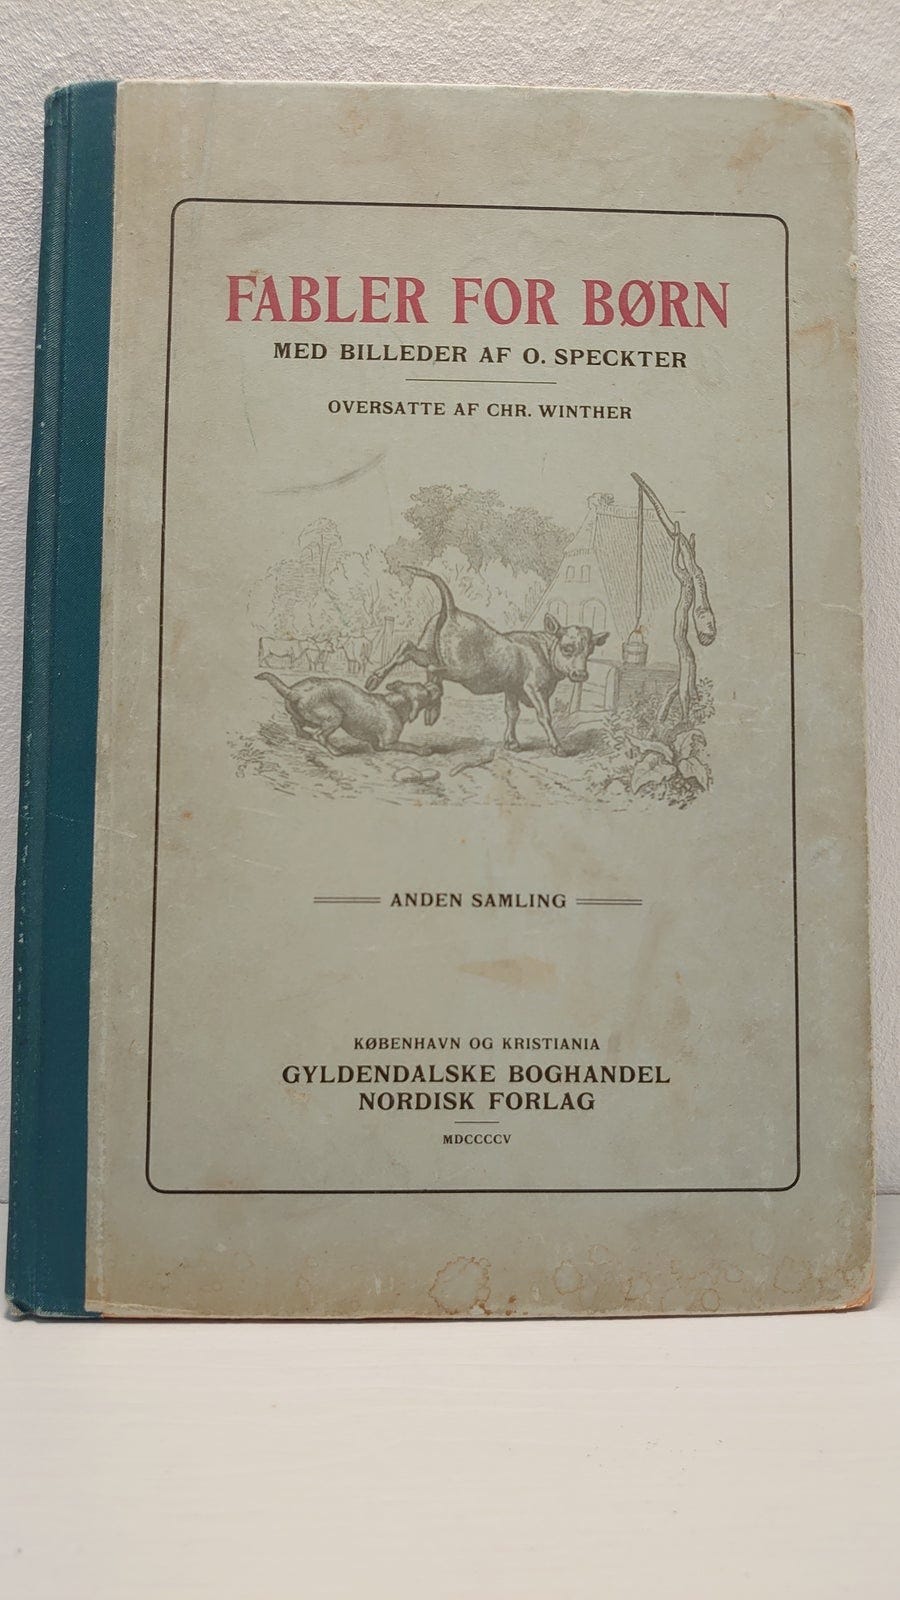 FABLER FOR BØRN
MED BILLEDER AF O. SPECKTER
OVERSATTE AF CHR. WINTHER
ANDEN SAMLING
KØBENHAVN OG KRISTIANIA
GYLDENDALSKE BOGHANDEL
NORDISK FORLAG
MDCCCCV